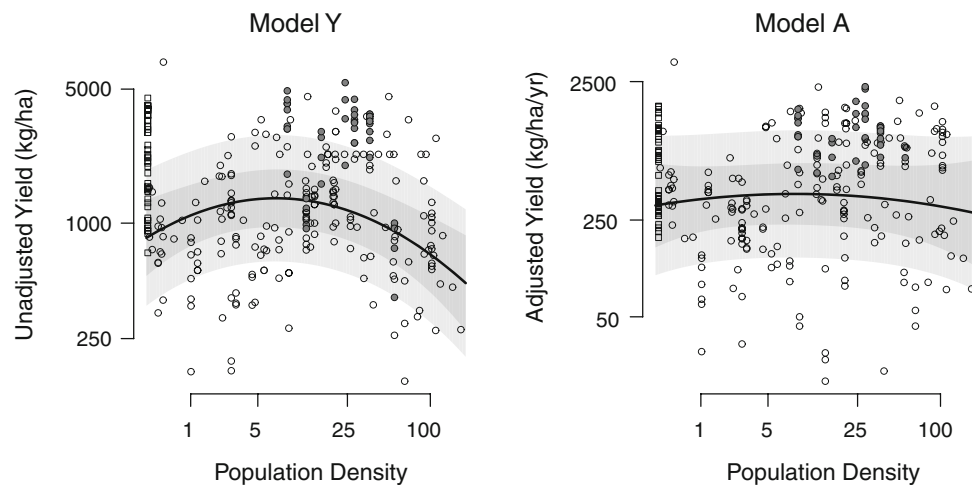 Model Y
Unadjusted Yield (kg/ha)
5000
1000
250
1 5 25 100
Population Density
Model A
Adjusted Yield (kg/ha/yr)
2500
250
50
1 5 25 100
Population Density